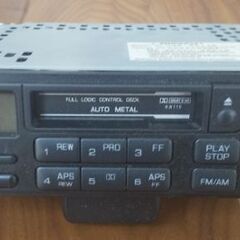 FULL LOGIC CONTROL DECK
AUTO METAL
1 REW
2 PRO
3 FF
PLAY
STOP
4 APS
REW
5
6 APS
FF
FM/AM